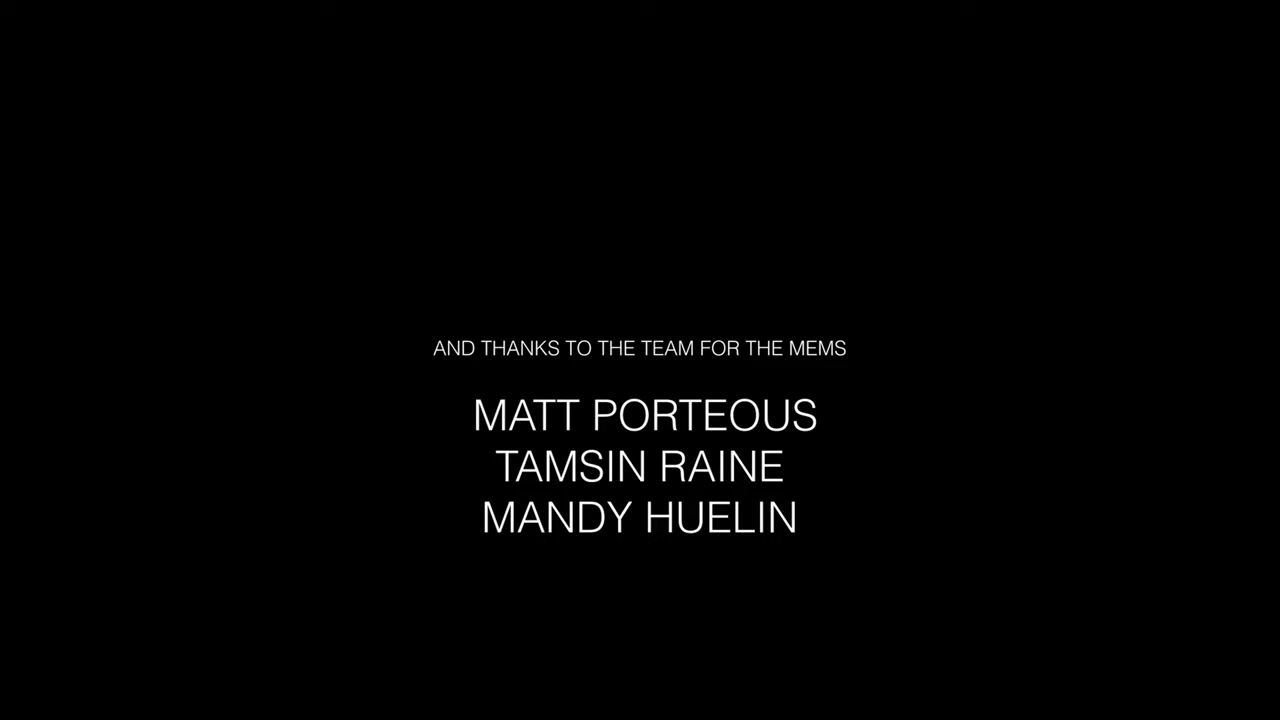 AND THANKS TO THE TEAM FOR THE MEMS
MATT PORTEOUS
TAMSIN RAINE
MANDY HUELIN